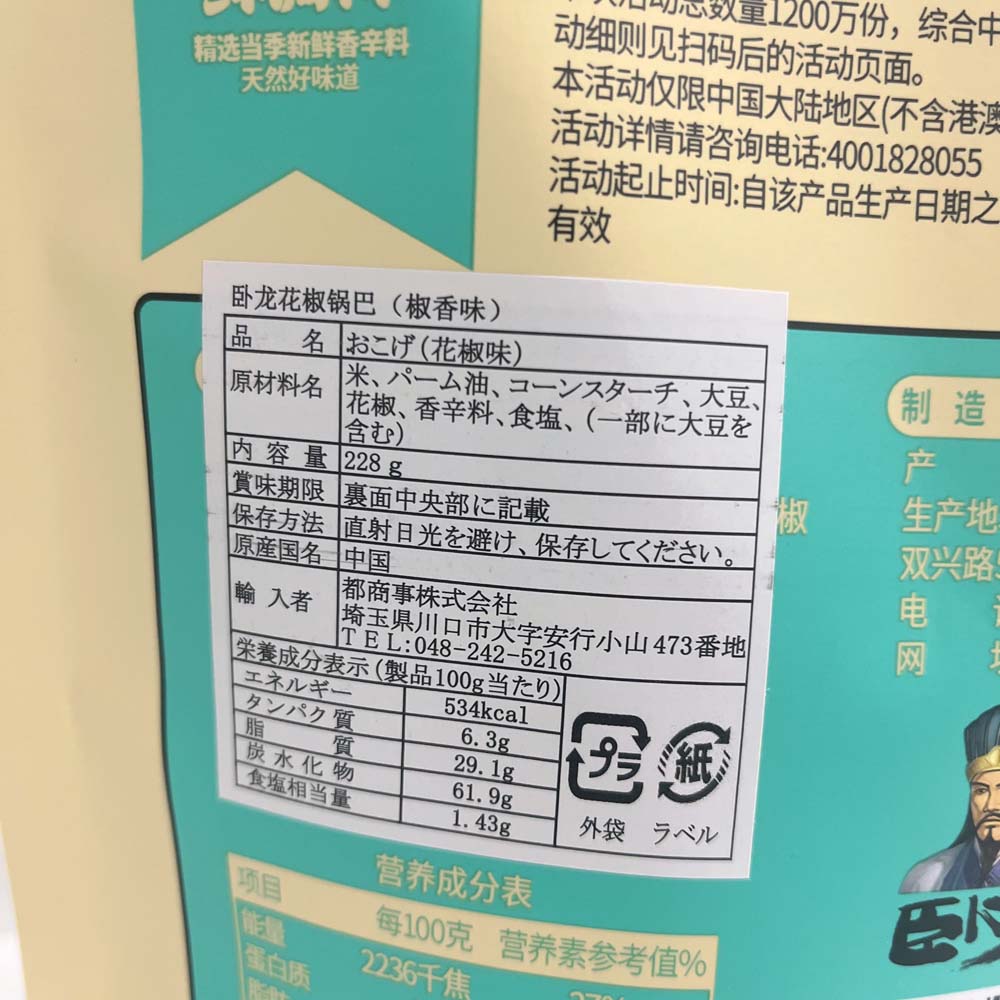 精选当季新鲜香辛料
天然好味道
总数量1200万份，综合中
动细则见扫码后的活动页面。
本活动仅限中国大陆地区(不含港澳
活动详情请咨询电话:4001828055
活动起止时间:自该产品生产日期之
有效
卧龙花椒锅巴（椒香味）
品名 おこげ(花椒味)
原材料名 米、パーム油、コーンスターチ、大豆、
花椒、香辛料、食塩、(一部に大豆を
含む)
内容量 228g
賞味期限 裏面中央部に記載
保存方法 直射日光を避け、保存してください。
原産国名 中国
輸入者 都商事株式会社
埼玉県川口市大字安行小山473番地
TEL:048-242-5216
栄養成分表示(製品100g当たり)
エネルギー 534kcal
タンパク質 6.3g
脂質 29.1g
炭水化物 61.9g
食塩相当量 1.43g
プラ 紙
外袋 ラベル
椒
制造
产
生产地
双兴路
电
网
营养成分表
项目 每100克 营养素参考值%
能量 2236千焦
蛋白质
卧